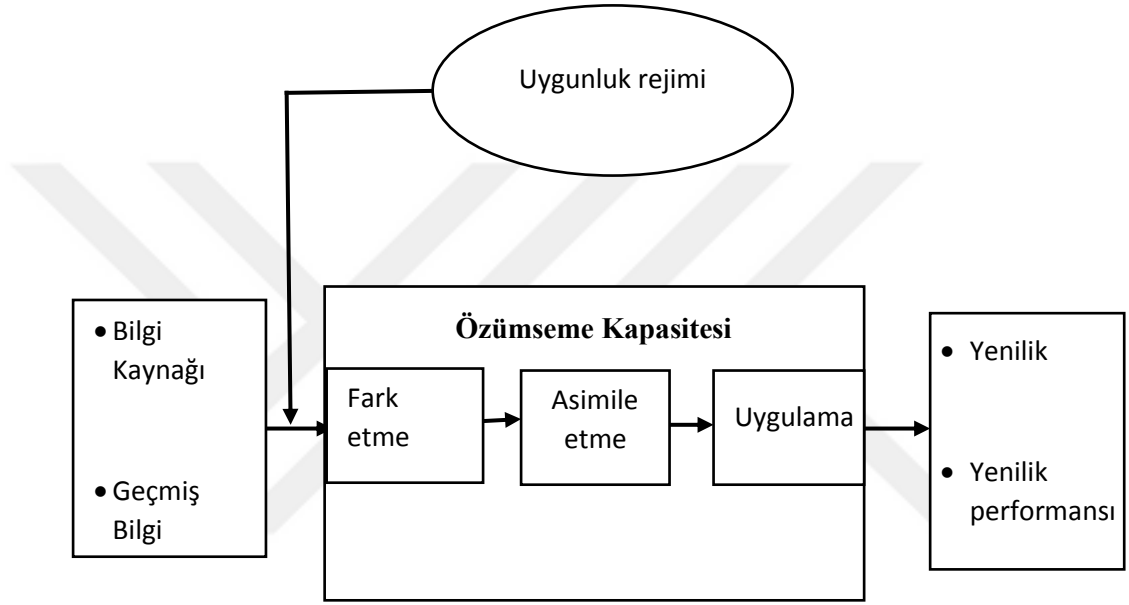 Uygunluk rejimi
• Bilgi
Kaynağı
• Geçmiş
Bilgi
Özümseme Kapasitesi
Fark
etme
Asimile
etme
Uygulama
• Yenilik
• Yenilik
performansı